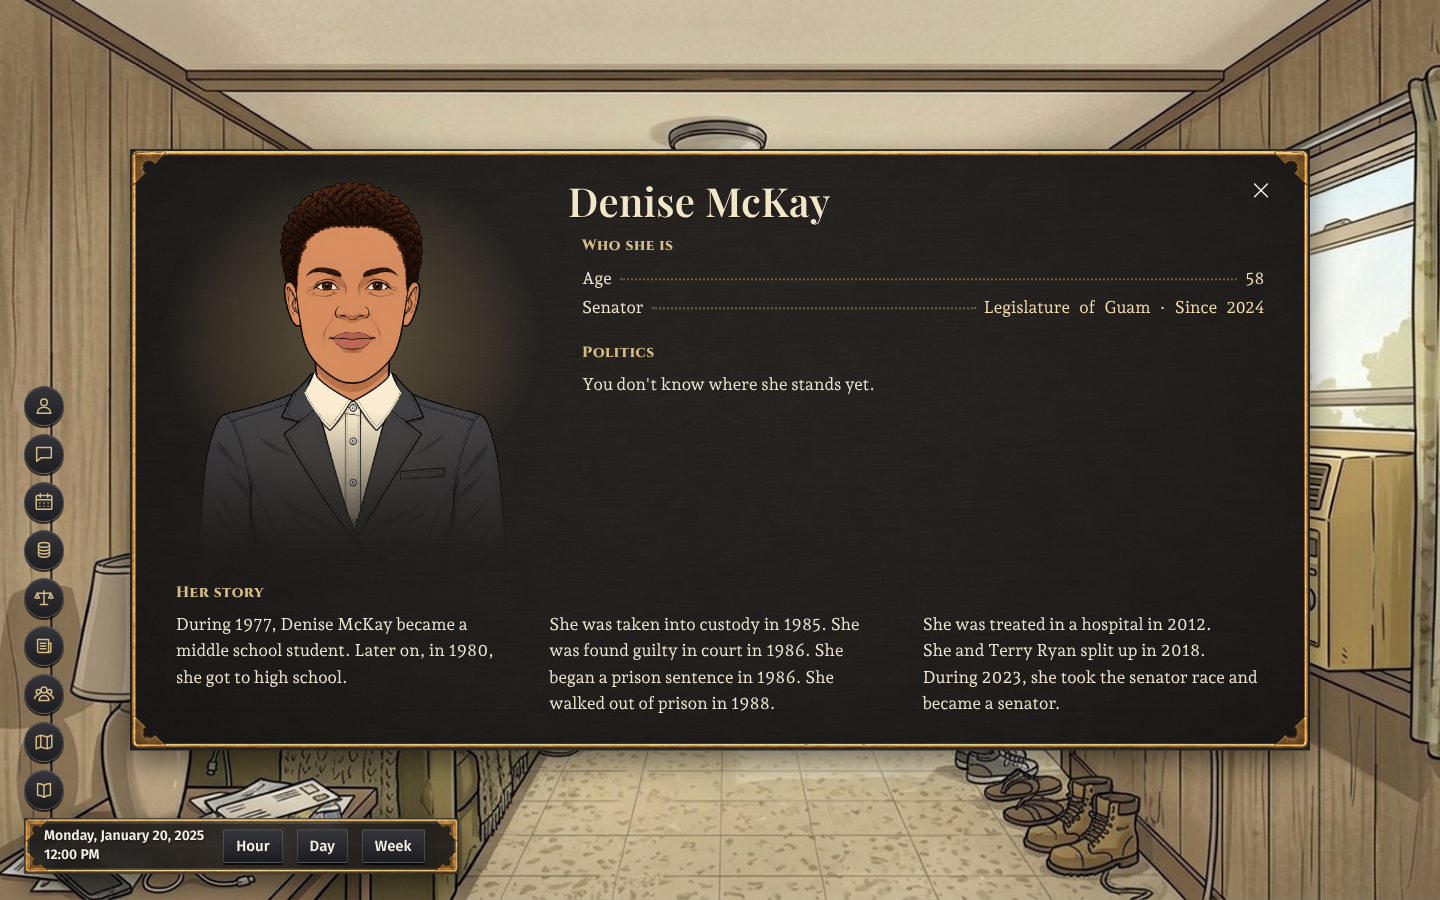 Denise McKay
Who she is
Age 58
Senator Legislature of Guam · Since 2024
Politics
You don't know where she stands yet.
Her story
During 1977, Denise McKay became a
middle school student. Later on, in 1980,
she got to high school.
She was taken into custody in 1985. She
was found guilty in court in 1986. She
began a prison sentence in 1986. She
walked out of prison in 1988.
She was treated in a hospital in 2012.
She and Terry Ryan split up in 2018.
During 2023, she took the senator race and
became a senator.
Monday, January 20, 2025
12:00 PM
Hour
Day
Week